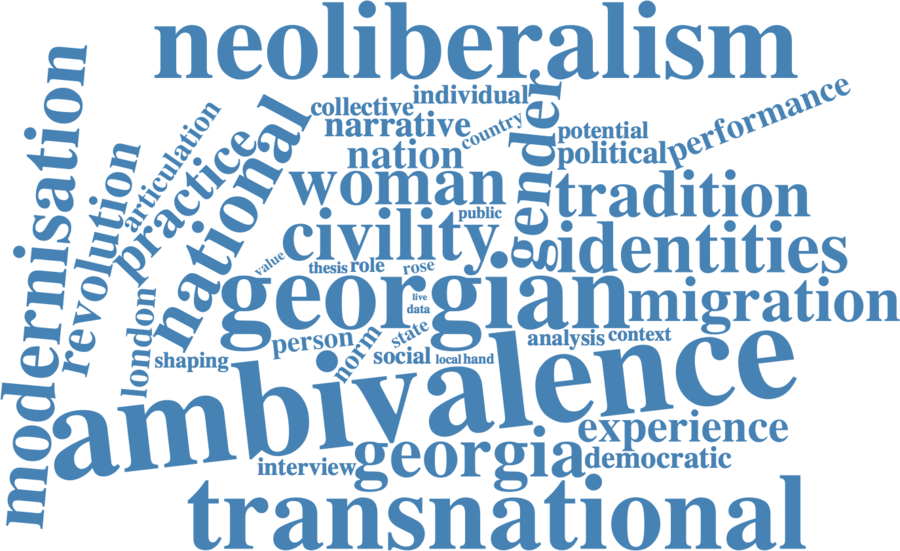 neoliberalism
modernisation
revolution
articulation
practice
national
collective
individual
narrative
country
nation
gender
potential
political
performance
woman
tradition
public
civility
identities
value
thesis
role
rose
georgian
live
data
migration
london
shaping
person
norm
state
social
local
hand
analysis
context
ambivalence
experience
interview
georgia
democratic
transnational